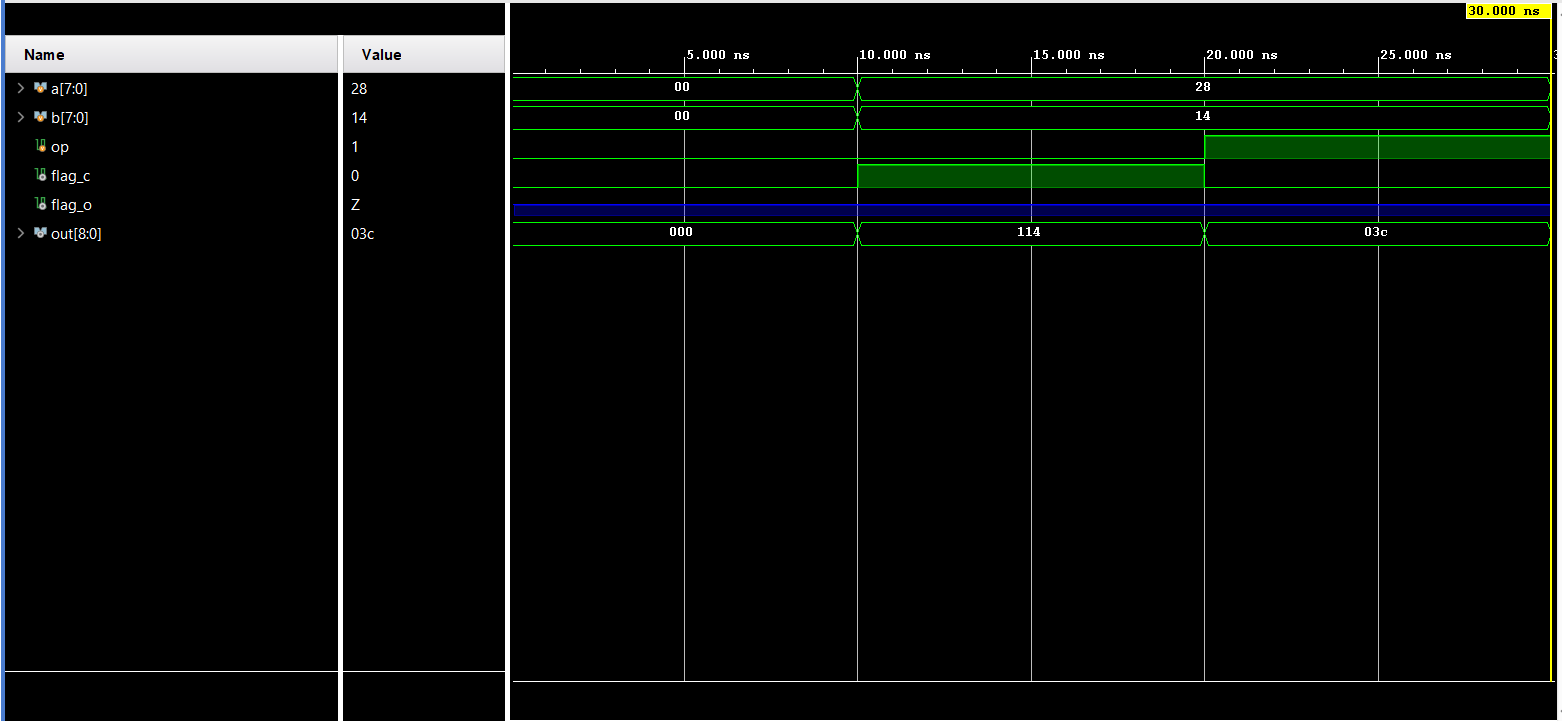 30.000 ns
Name Value
5.000 ns 10.000 ns 15.000 ns 20.000 ns 25.000 ns
a[7:0] 28 00 28
b[7:0] 14 00 14
op 1
flag_c 0
flag_o Z
out[8:0] 03c 000 114 03c